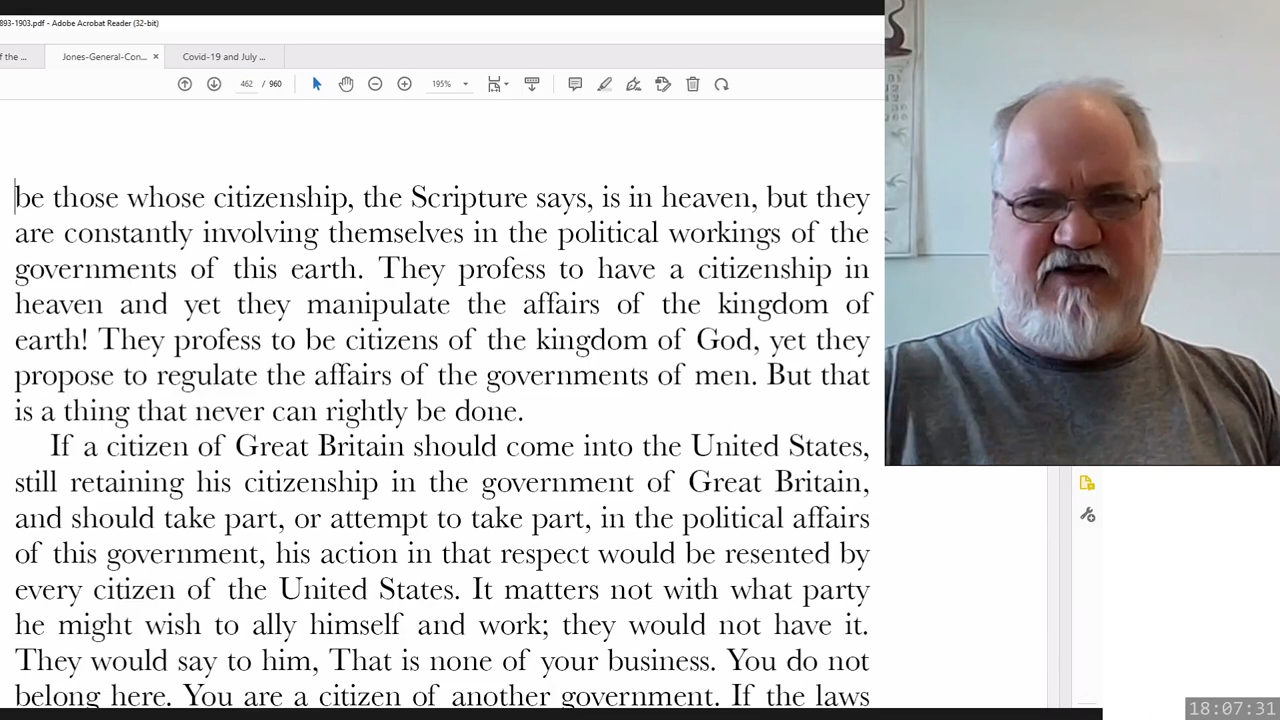 893-1903.pdf - Adobe Acrobat Reader (32-bit)
of the ... Jones-General-Con... × Covid-19 and July ...
462 / 960 195%
be those whose citizenship, the Scripture says, is in heaven, but they
are constantly involving themselves in the political workings of the
governments of this earth. They profess to have a citizenship in
heaven and yet they manipulate the affairs of the kingdom of
earth! They profess to be citizens of the kingdom of God, yet they
propose to regulate the affairs of the governments of men. But that
is a thing that never can rightly be done.
If a citizen of Great Britain should come into the United States,
still retaining his citizenship in the government of Great Britain,
and should take part, or attempt to take part, in the political affairs
of this government, his action in that respect would be resented by
every citizen of the United States. It matters not with what party
he might wish to ally himself and work; they would not have it.
They would say to him, That is none of your business. You do not
belong here. You are a citizen of another government. If the laws
18:07:31